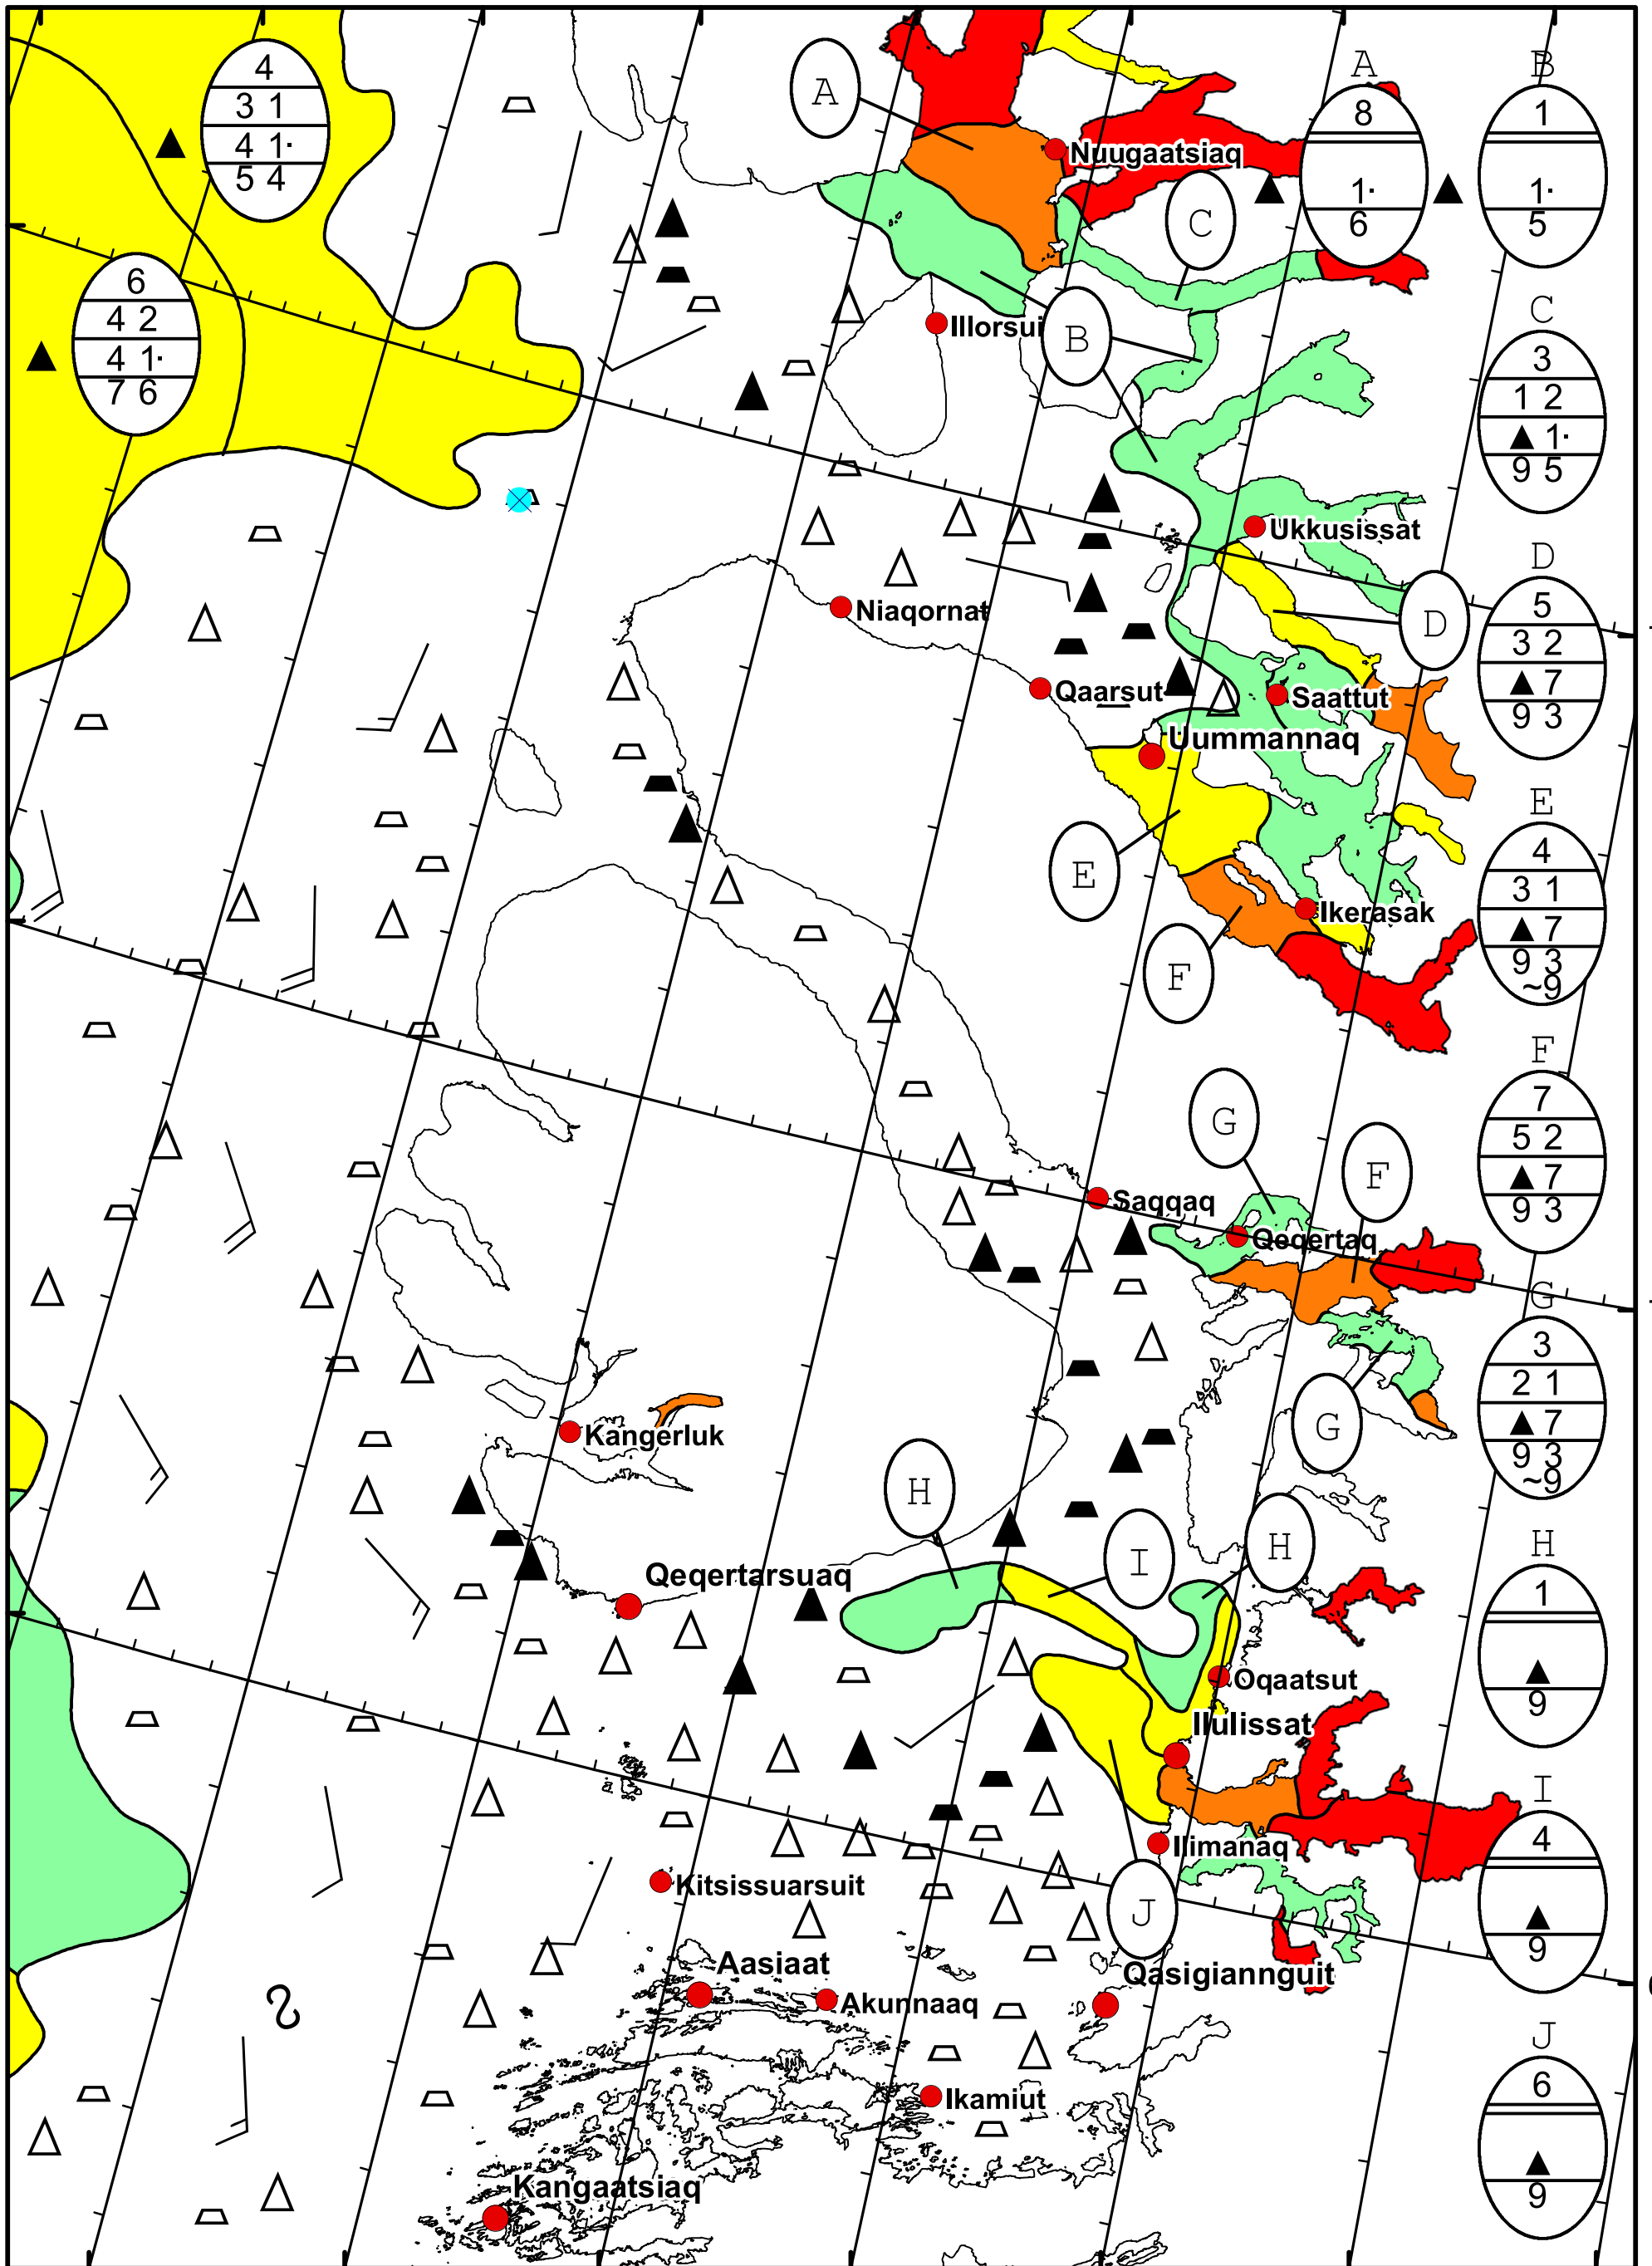 4
3 1
4 1·
5 4
6
4 2
4 1·
7 6
A
Nuugaatsiaq
C
B
Illorsui
Ukkusissat
D
Niaqornat
Qaarsut
Saattut
Uummannaq
E
Ikerasak
F
G
F
Saqqaq
Qeqertaq
G
Kangerluk
H
I
H
Qeqertarsuaq
Oqaatsut
Ilulissat
Ilimanaq
Kitsissuarsuit
J
Aasiaat
Qasigiannguit
Akunnaaq
Ikamiut
Kangaatsiaq
A
8
1·
6
B
1
1·
5
C
3
1 2
▲ 1·
9 5
D
5
3 2
▲ 7
9 3
E
4
3 1
▲ 7
9 3
~9
F
7
5 2
▲ 7
9 3
G
3
2 1
▲ 7
9 3
~9
H
1
▲
9
I
4
▲
9
J
6
▲
9